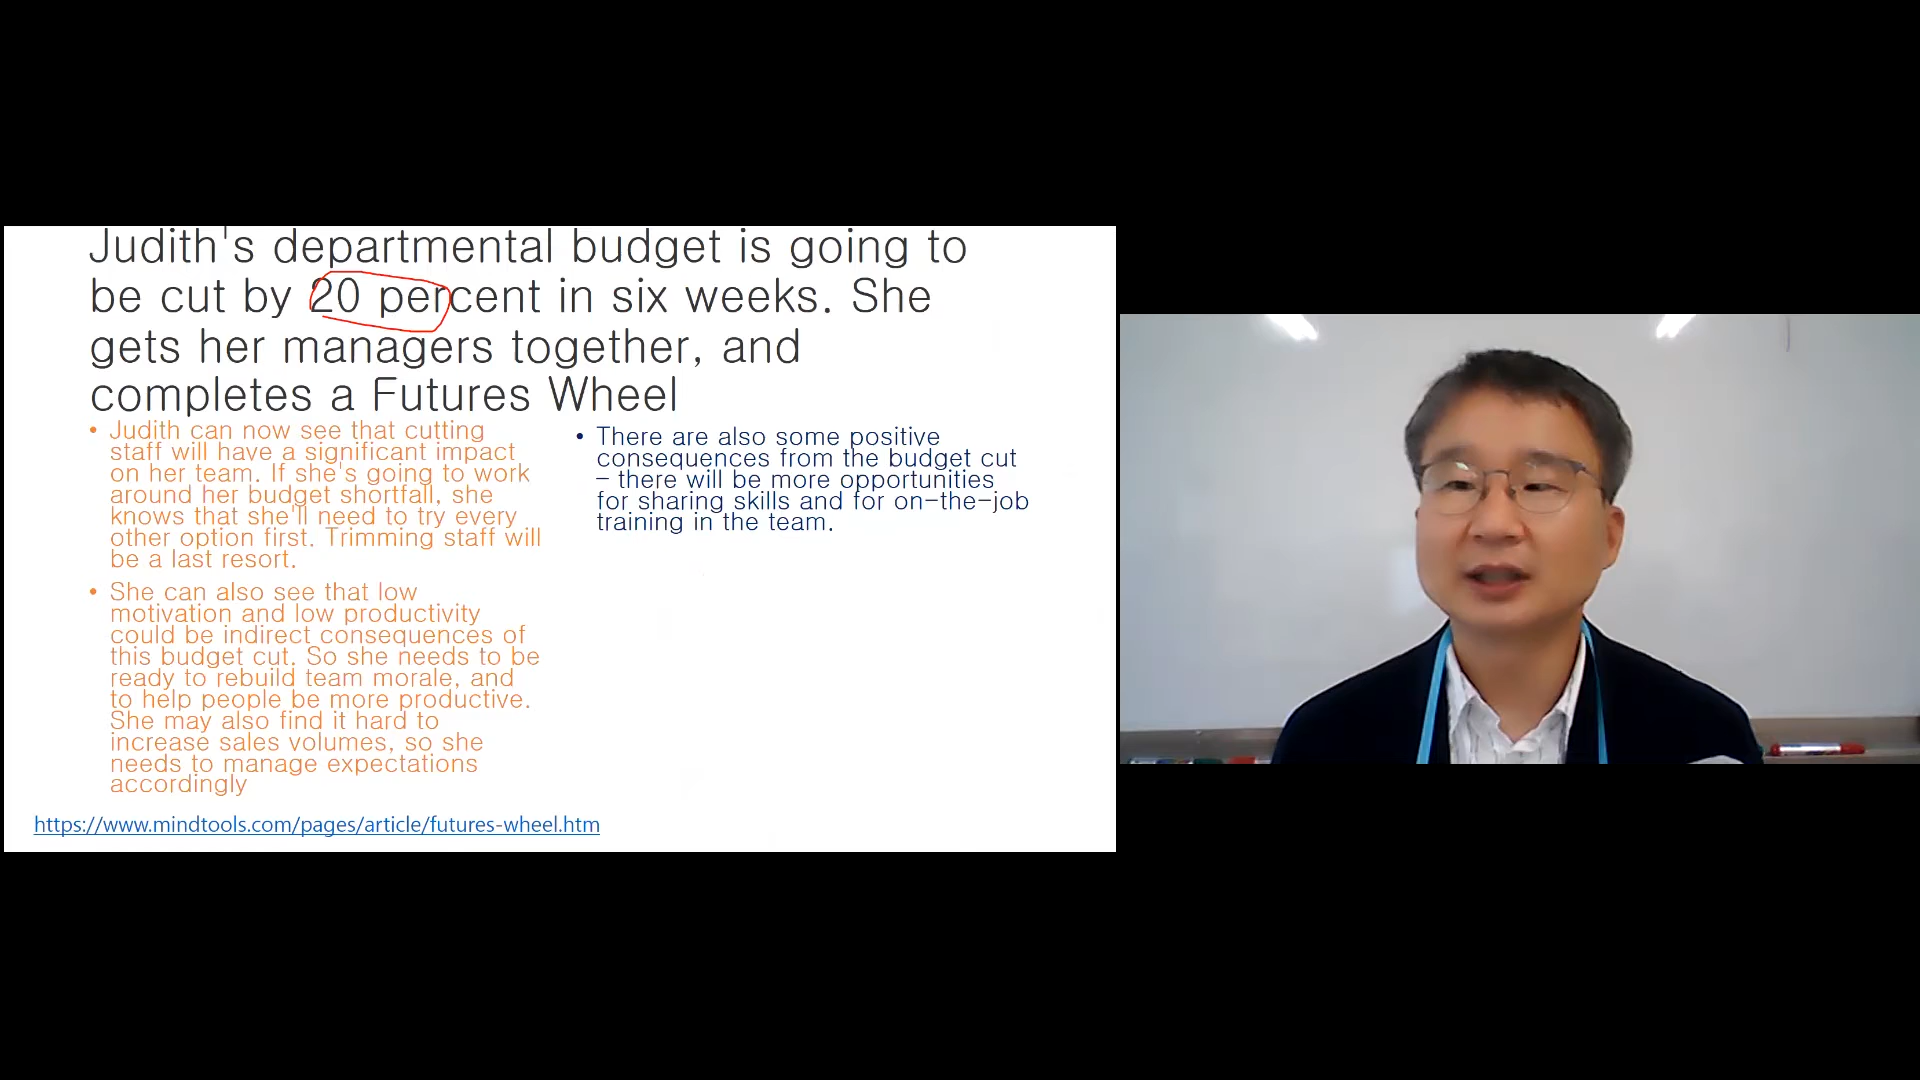 Judith's departmental budget is going to
be cut by 20 percent in six weeks. She
gets her managers together, and
completes a Futures Wheel
• Judith can now see that cutting
staff will have a significant impact
on her team. If she's going to work
around her budget shortfall, she
knows that she'll need to try every
other option first. Trimming staff will
be a last resort.
• She can also see that low
motivation and low productivity
could be indirect consequences of
this budget cut. So she needs to be
ready to rebuild team morale, and
to help people be more productive.
She may also find it hard to
increase sales volumes, so she
needs to manage expectations
accordingly
• There are also some positive
consequences from the budget cut
– there will be more opportunities
for sharing skills and for on-the-job
training in the team.
https://www.mindtools.com/pages/article/futures-wheel.htm